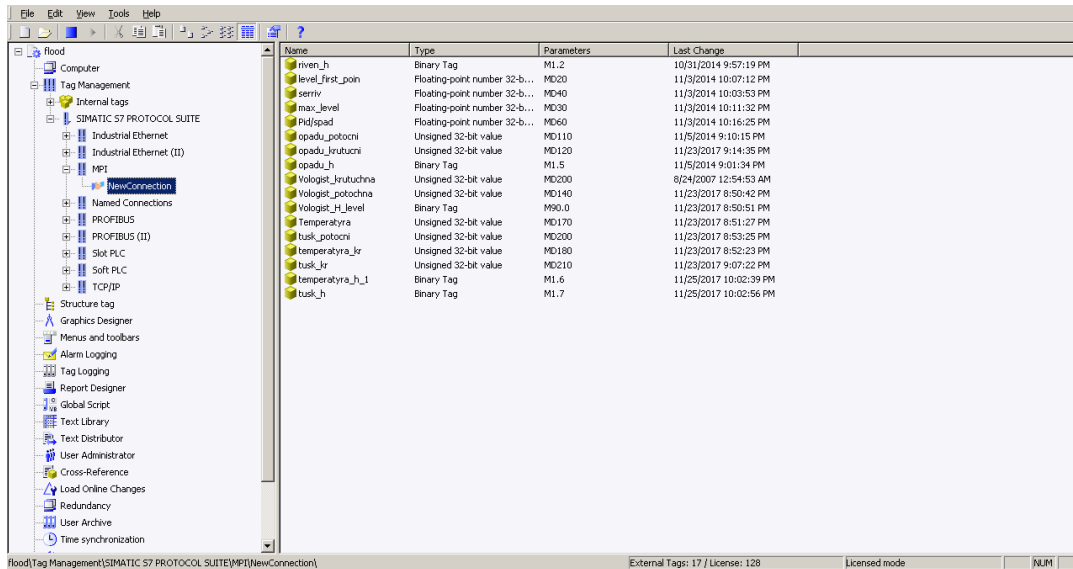 File Edit View Tools Help
flood
Computer
Tag Management
Internal tags
SIMATIC S7 PROTOCOL SUITE
Industrial Ethernet
Industrial Ethernet (II)
MPI
NewConnection
Named Connections
PROFIBUS
PROFIBUS (II)
Slot PLC
Soft PLC
TCP/IP
Structure tag
Graphics Designer
Menus and toolbars
Alarm Logging
Tag Logging
Report Designer
Global Script
Text Library
Text Distributor
User Administrator
Cross-Reference
Load Online Changes
Redundancy
User Archive
Time synchronization
Name Type Parameters Last Change
riven_h Binary Tag M1.2 10/31/2014 9:57:19 PM
level_first_poin Floating-point number 32-b... MD20 11/3/2014 10:07:12 PM
serriv Floating-point number 32-b... MD40 11/3/2014 10:03:53 PM
max_level Floating-point number 32-b... MD30 11/3/2014 10:11:32 PM
Pid/spad Floating-point number 32-b... MD60 11/3/2014 10:16:25 PM
opadu_potocni Unsigned 32-bit value MD110 11/5/2014 9:10:15 PM
opadu_krutucni Unsigned 32-bit value MD120 11/23/2017 9:14:35 PM
opadu_h Binary Tag M1.5 11/5/2014 9:01:34 PM
Vologist_krutuchna Unsigned 32-bit value MD200 8/24/2007 12:54:53 AM
Vologist_potochna Unsigned 32-bit value MD140 11/23/2017 8:50:42 PM
Vologist_H_level Binary Tag M90.0 11/23/2017 8:50:51 PM
Temperatyra Unsigned 32-bit value MD170 11/23/2017 8:51:27 PM
tusk_potocni Unsigned 32-bit value MD200 11/23/2017 8:53:25 PM
temperatyra_kr Unsigned 32-bit value MD180 11/23/2017 8:52:23 PM
tusk_kr Unsigned 32-bit value MD210 11/23/2017 9:07:22 PM
temperatyra_h_1 Binary Tag M1.6 11/25/2017 10:02:39 PM
tusk_h Binary Tag M1.7 11/25/2017 10:02:56 PM
flood\Tag Management\SIMATIC S7 PROTOCOL SUITE\MPI\NewConnection\ External Tags: 17 / License: 128 Licensed mode NUM